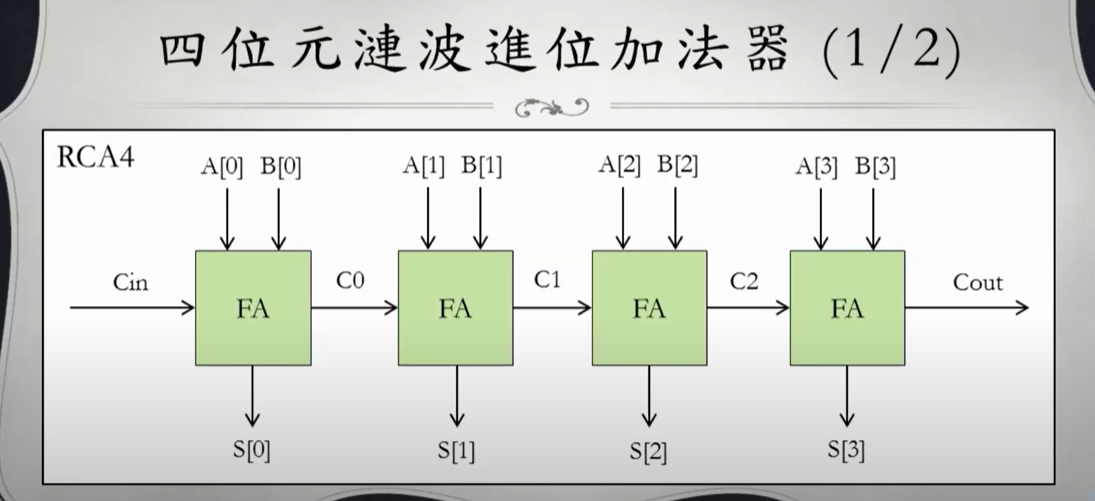 四位元漣波進位加法器 (1/2)
RCA4
A[0] B[0] A[1] B[1] A[2] B[2] A[3] B[3]
Cin C0 C1 C2 Cout
FA FA FA FA
S[0] S[1] S[2] S[3]